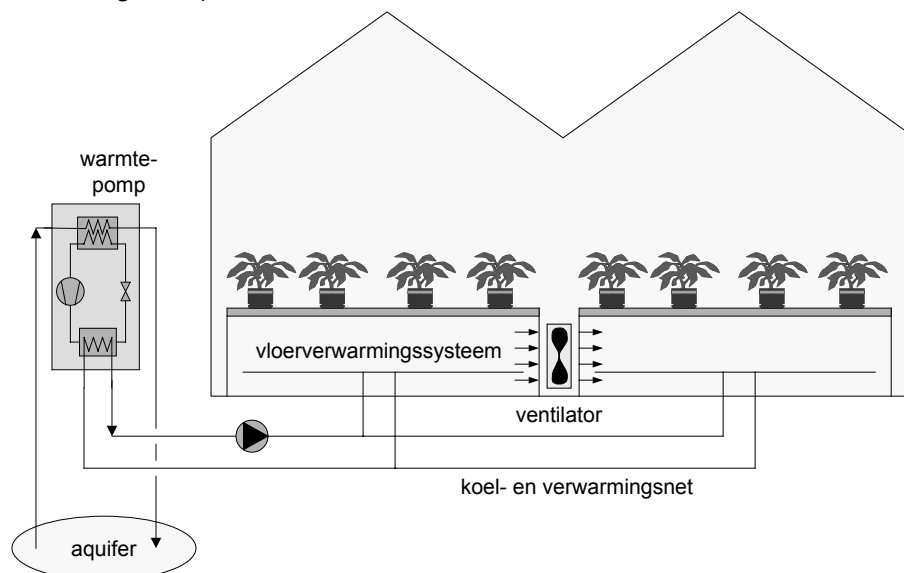 warmte-
pomp
vloerverwarmingssysteem
ventilator
koel- en verwarmingsnet
aquifer